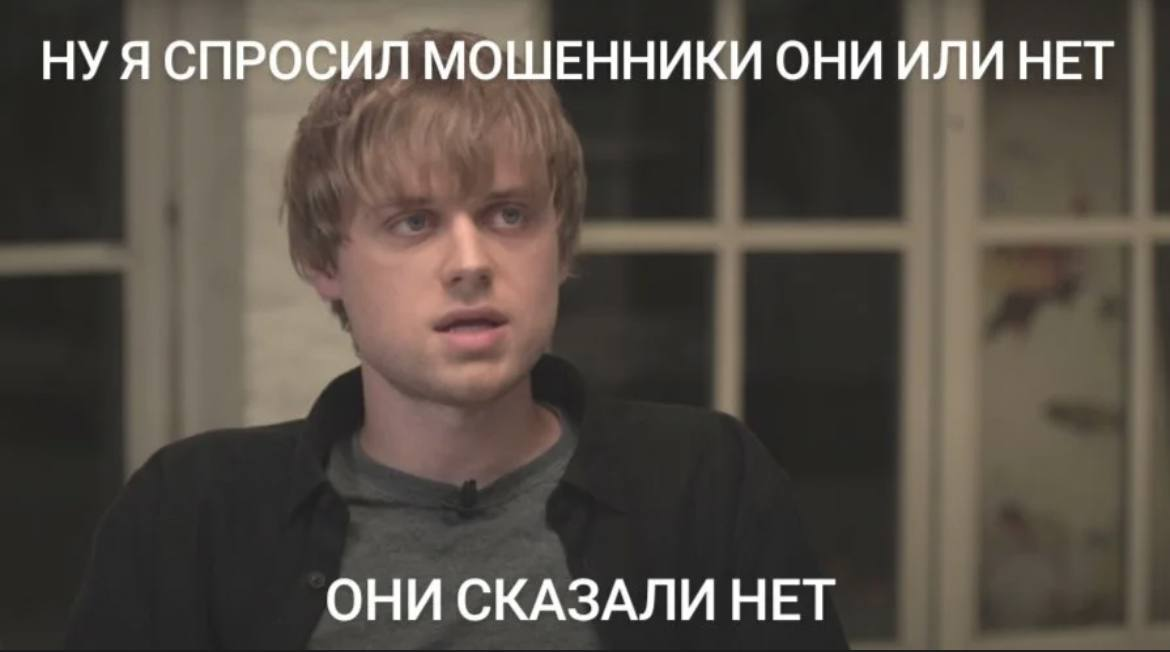 НУ Я СПРОСИЛ МОШЕННИКИ ОНИ ИЛИ НЕТ
ОНИ СКАЗАЛИ НЕТ